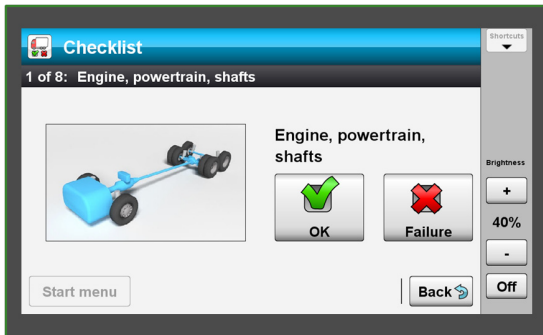 Checklist
Shortcuts
1 of 8: Engine, powertrain, shafts
Engine, powertrain,
shafts
OK
Failure
Brightness
+
40%
-
Off
Start menu
Back